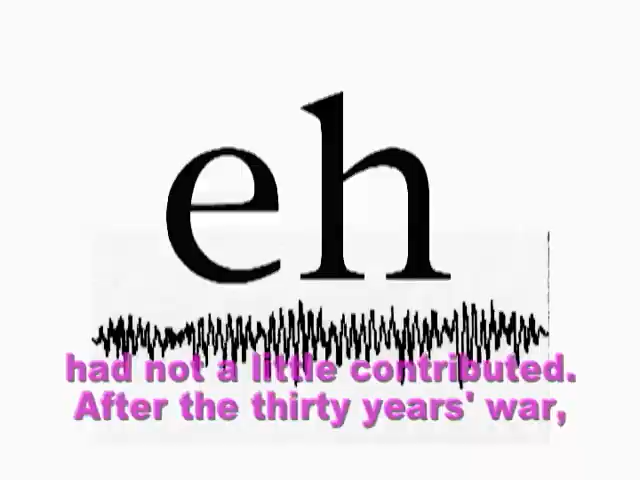 eh
had not a little contributed.
After the thirty years' war,